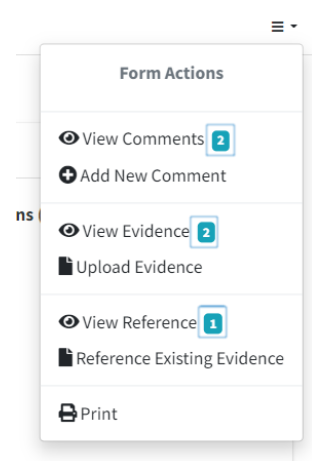 Form Actions
View Comments 2
Add New Comment
ns (
View Evidence 2
Upload Evidence
View Reference 1
Reference Existing Evidence
Print